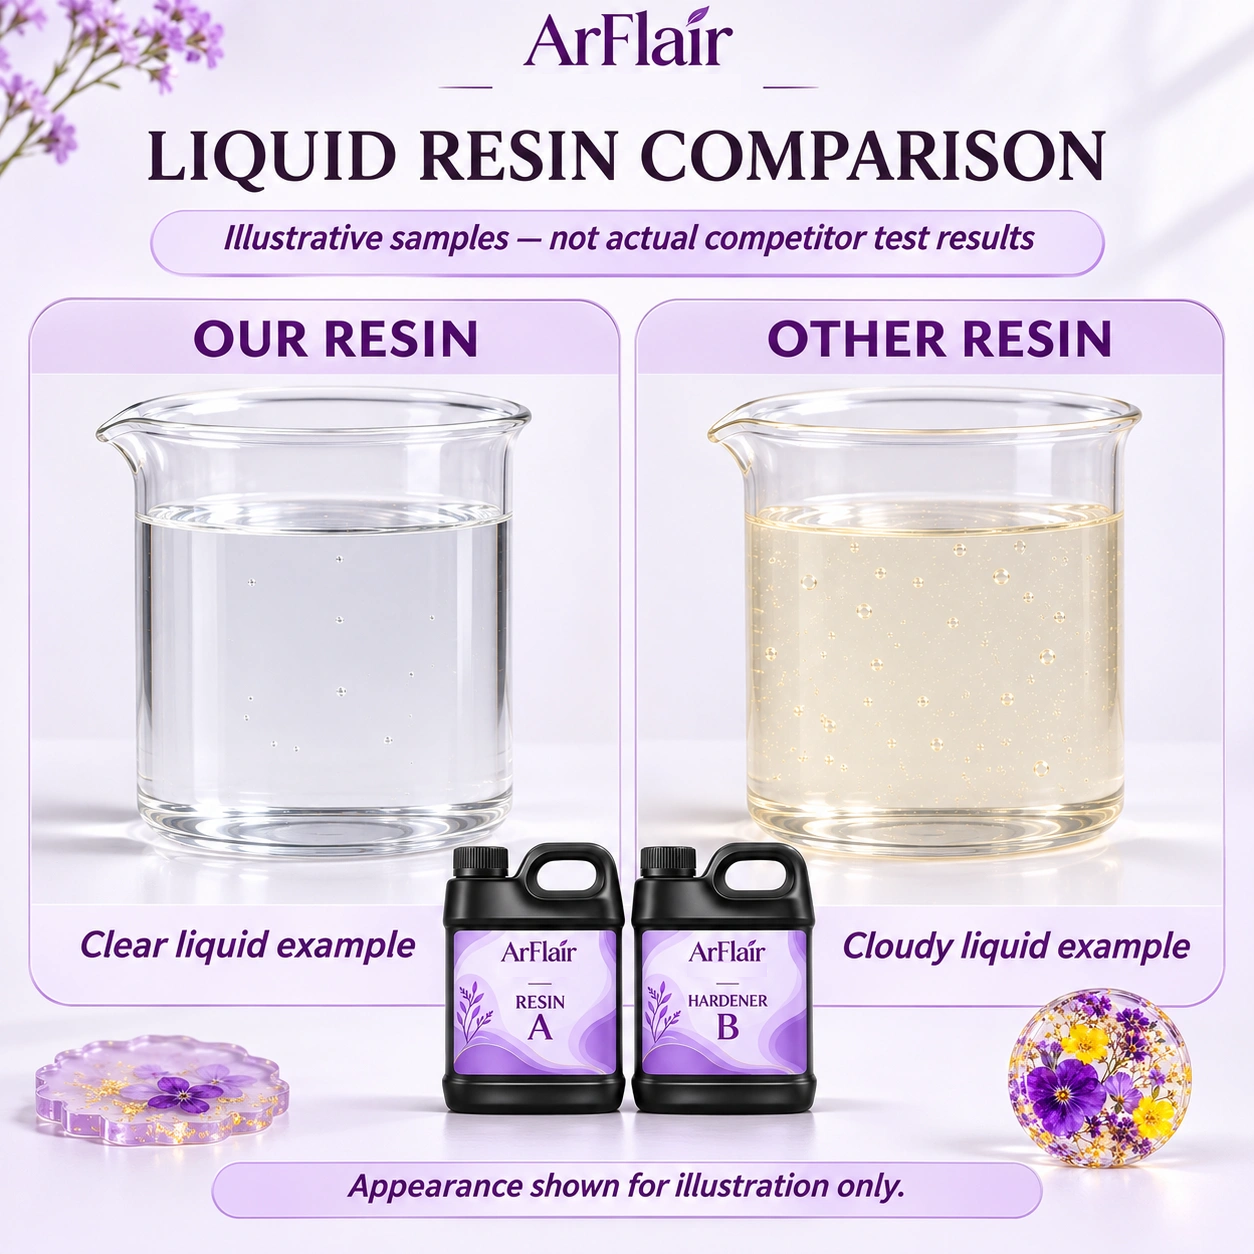 ArFlair
LIQUID RESIN COMPARISON
Illustrative samples — not actual competitor test results
OUR RESIN
OTHER RESIN
Clear liquid example
Cloudy liquid example
ArFlair
RESIN
A
ArFlair
HARDENER
B
Appearance shown for illustration only.